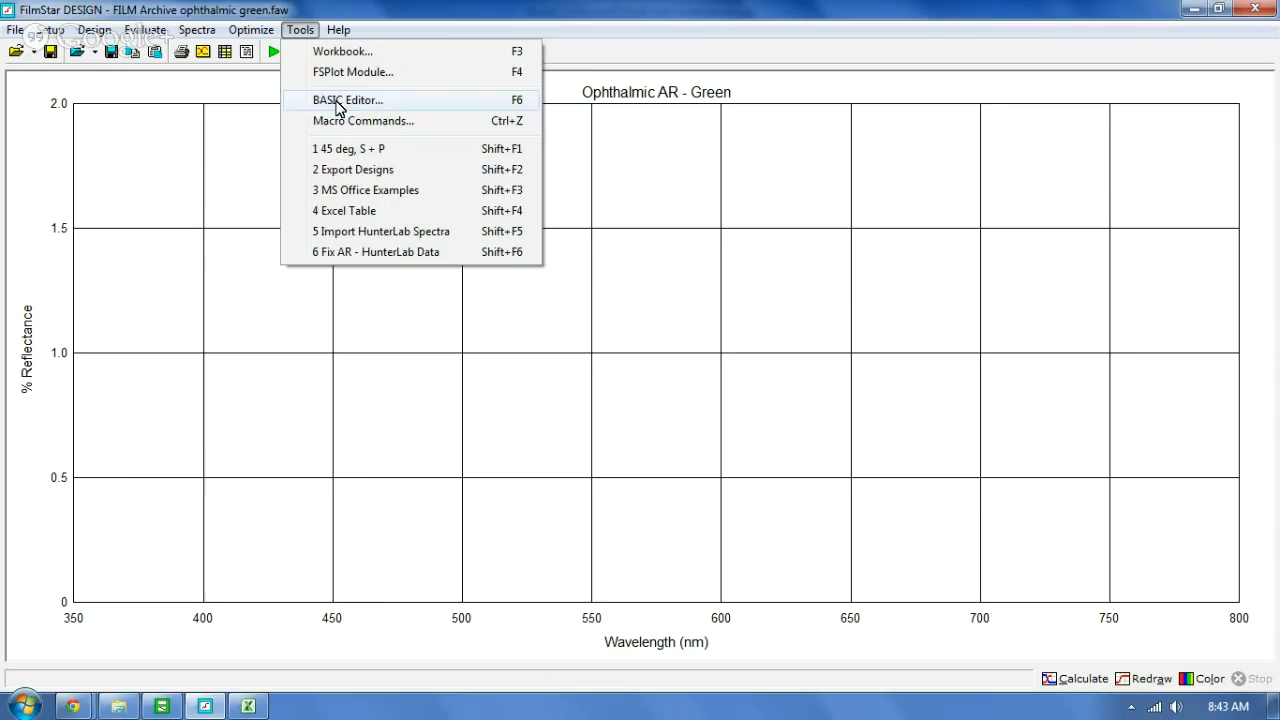 FilmStar DESIGN - FILM Archive ophthalmic green.faw
File Setup Design Evaluate Spectra Optimize Tools Help
Google+
Workbook... F3
FSPlot Module... F4
BASIC Editor... F6
Macro Commands... Ctrl+Z
1 45 deg, S + P Shift+F1
2 Export Designs Shift+F2
3 MS Office Examples Shift+F3
4 Excel Table Shift+F4
5 Import HunterLab Spectra Shift+F5
6 Fix AR - HunterLab Data Shift+F6
Ophthalmic AR - Green
2.0
1.5
1.0
0.5
0
% Reflectance
350 400 450 500 550 600 650 700 750 800
Wavelength (nm)
Calculate Redraw Color Stop
8:43 AM